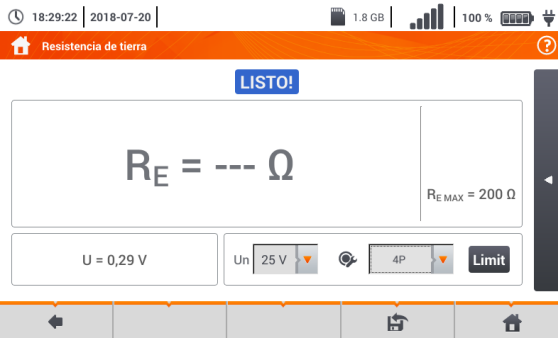 18:29:22 2018-07-20 1.8 GB 100 %
Resistencia de tierra ?
LISTO!
RE = --- Ω
RE MAX = 200 Ω
U = 0,29 V
Un 25 V 4P Limit